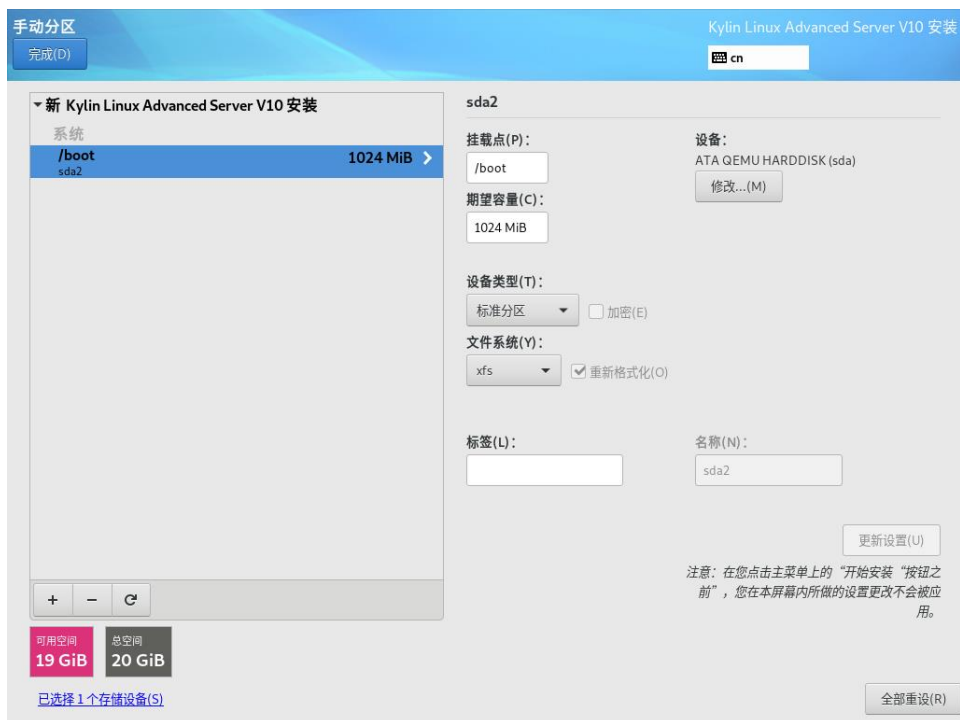 手动分区
Kylin Linux Advanced Server V10 安装
完成(D)
cn
新 Kylin Linux Advanced Server V10 安装
系统
/boot
1024 MiB
sda2
sda2
挂载点(P)：
/boot
设备：
ATA QEMU HARDDISK (sda)
修改...(M)
期望容量(C)：
1024 MiB
设备类型(T)：
标准分区
加密(E)
文件系统(Y)：
xfs
重新格式化(O)
标签(L)：
名称(N)：
sda2
更新设置(U)
注意：在您点击主菜单上的“开始安装“按钮之
前”，您在本屏幕内所做的设置更改不会被应
用。
可用空间
19 GiB
总空间
20 GiB
已选择 1 个存储设备(S)
全部重设(R)